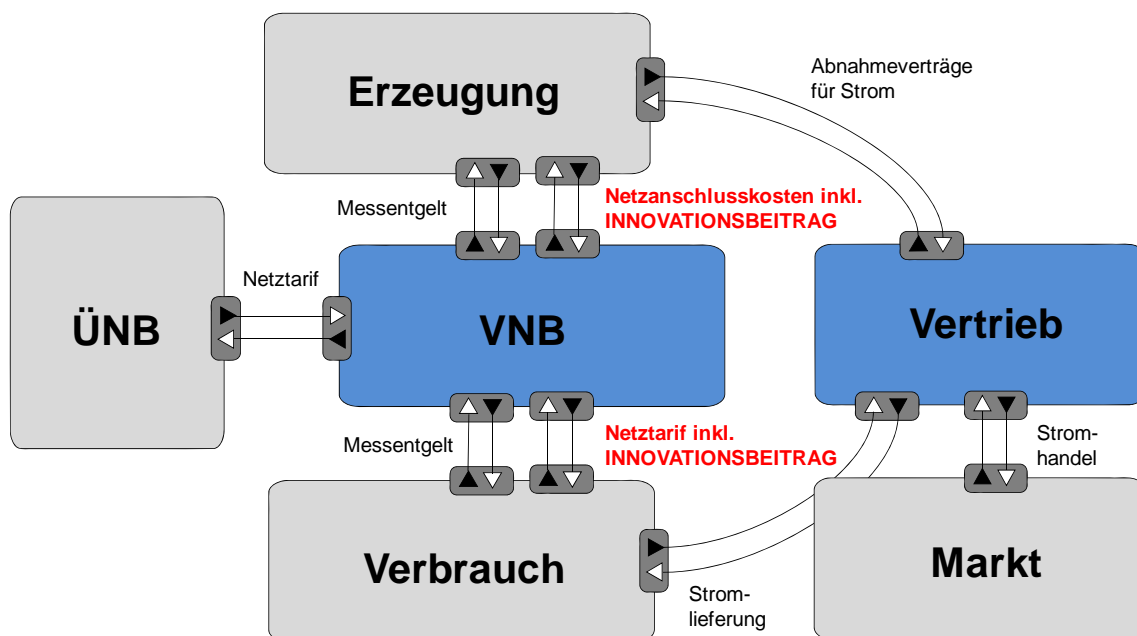 Erzeugung
Abnahmeverträge
für Strom
Messentgelt
Netzanschlusskosten inkl.
INNOVATIONSBEITRAG
Netztarif
ÜNB
VNB
Vertrieb
Messentgelt
Netztarif inkl.
INNOVATIONSBEITRAG
Strom-
handel
Verbrauch
Markt
Strom-
lieferung